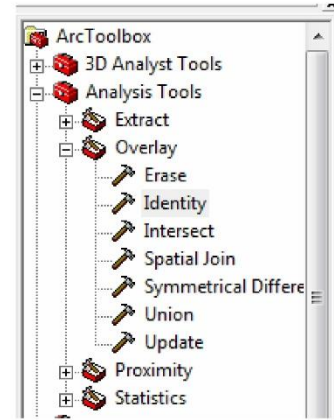 ArcToolbox
3D Analyst Tools
Analysis Tools
Extract
Overlay
Erase
Identity
Intersect
Spatial Join
Symmetrical Differe
Union
Update
Proximity
Statistics